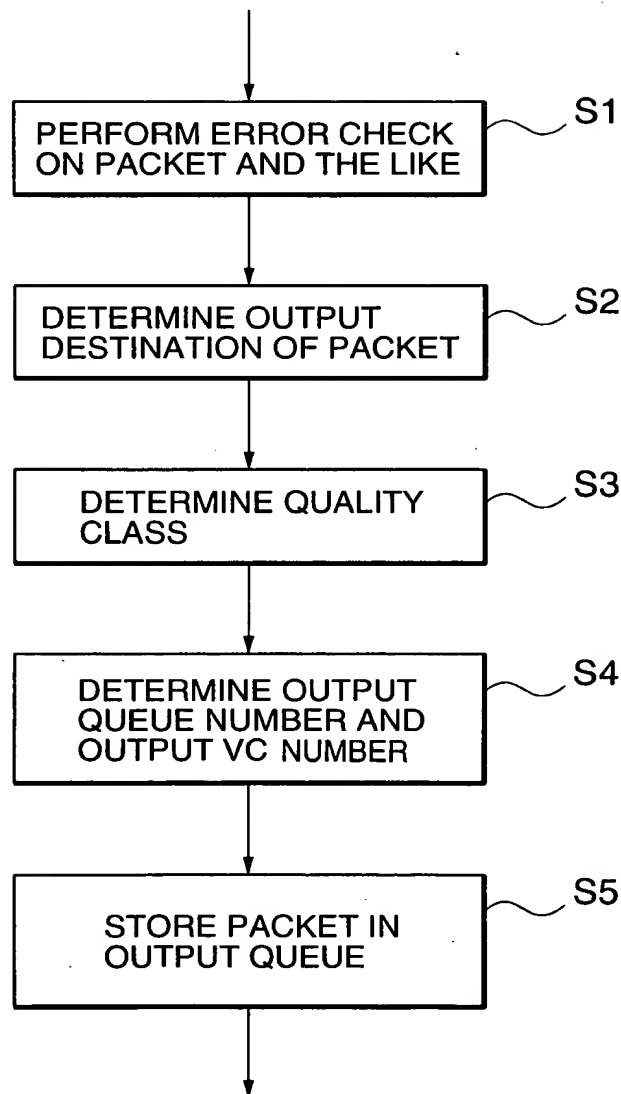 PERFORM ERROR CHECK
ON PACKET AND THE LIKE
S1
DETERMINE OUTPUT
DESTINATION OF PACKET
S2
DETERMINE QUALITY
CLASS
S3
DETERMINE OUTPUT
QUEUE NUMBER AND
OUTPUT VC NUMBER
S4
STORE PACKET IN
OUTPUT QUEUE
S5